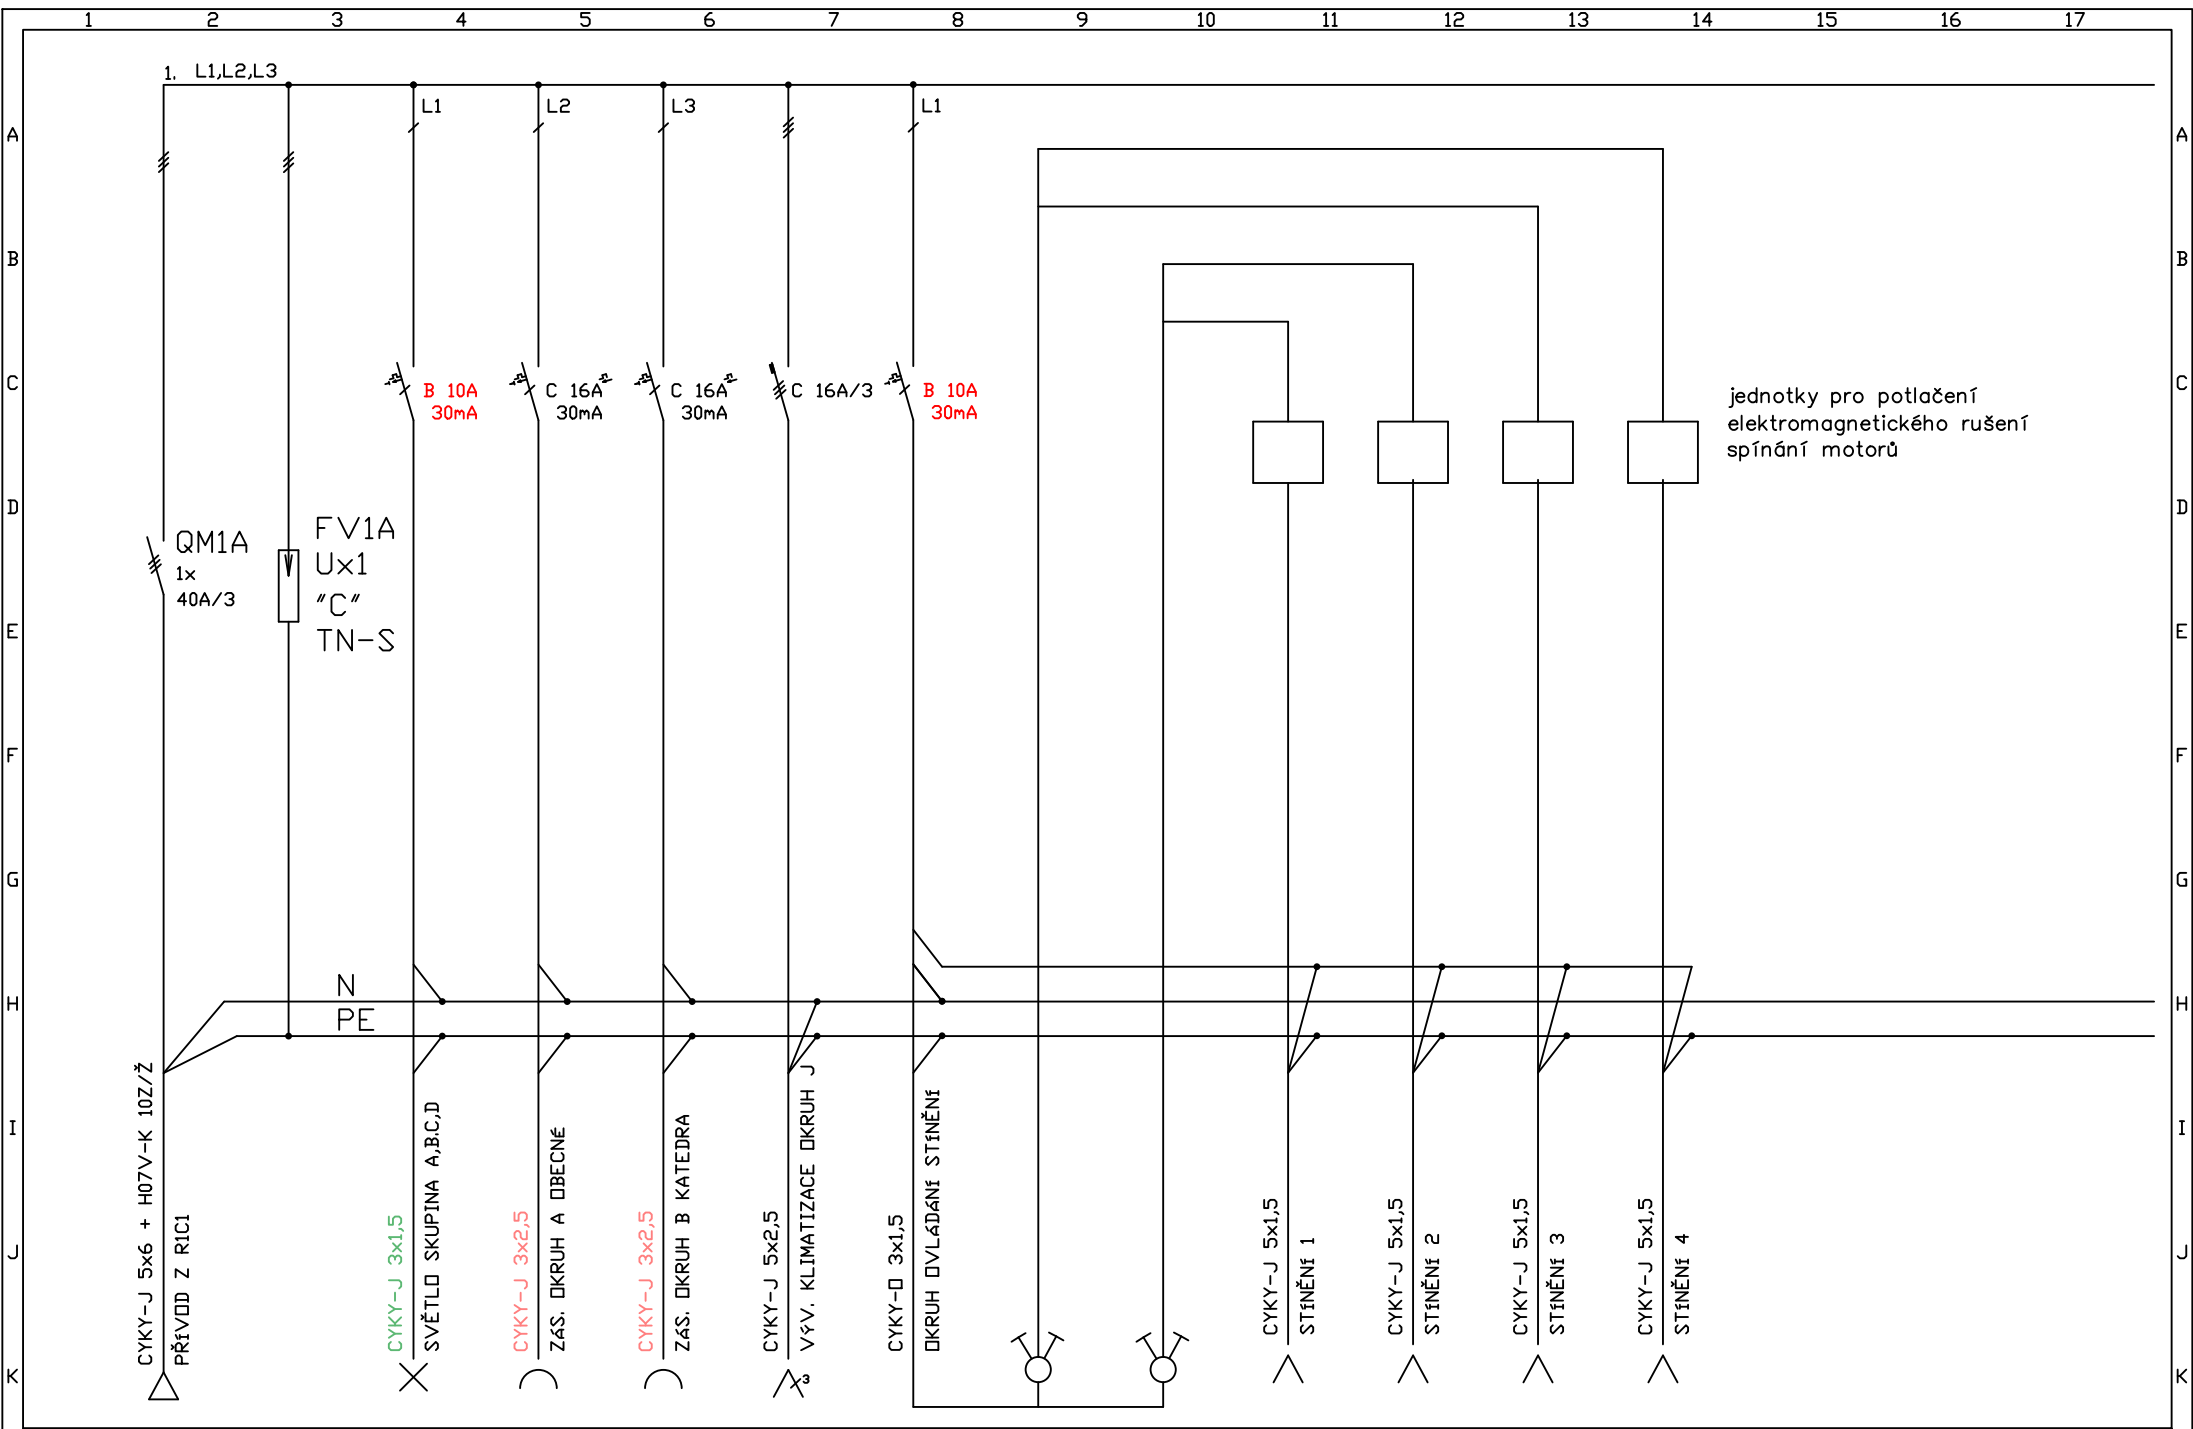 1 2 3 4 5 6 7 8 9 10 11 12 13 14 15 16 17
1. L1,L2,L3
L1
L2
L3
L1
A
A
B
B
C
C
B 10A
30mA
C 16A
30mA
C 16A
30mA
C 16A/3
B 10A
30mA
jednotky pro potlačení
elektromagnetického rušení
spínání motorů
D
D
QM1A
1x
40A/3
FV1A
Ux1
"C"
TN-S
E
E
F
F
G
G
N
PE
H
H
I
I
J
J
K
K
CYKY-J 5x6 + H07V-K 10Z/Ž
PŘÍVOD Z R1C1
CYKY-J 3x1,5
SVĚTLO SKUPINA A,B,C,D
CYKY-J 3x2,5
ZÁS. OKRUH A OBECNÉ
CYKY-J 3x2,5
ZÁS. OKRUH B KATEDRA
CYKY-J 5x2,5
VÝV. KLIMATIZACE OKRUH J
3
CYKY-O 3x1,5
OKRUH OVLÁDÁNÍ STÍNĚNÍ
CYKY-J 5x1,5
STÍNĚNÍ 1
CYKY-J 5x1,5
STÍNĚNÍ 2
CYKY-J 5x1,5
STÍNĚNÍ 3
CYKY-J 5x1,5
STÍNĚNÍ 4